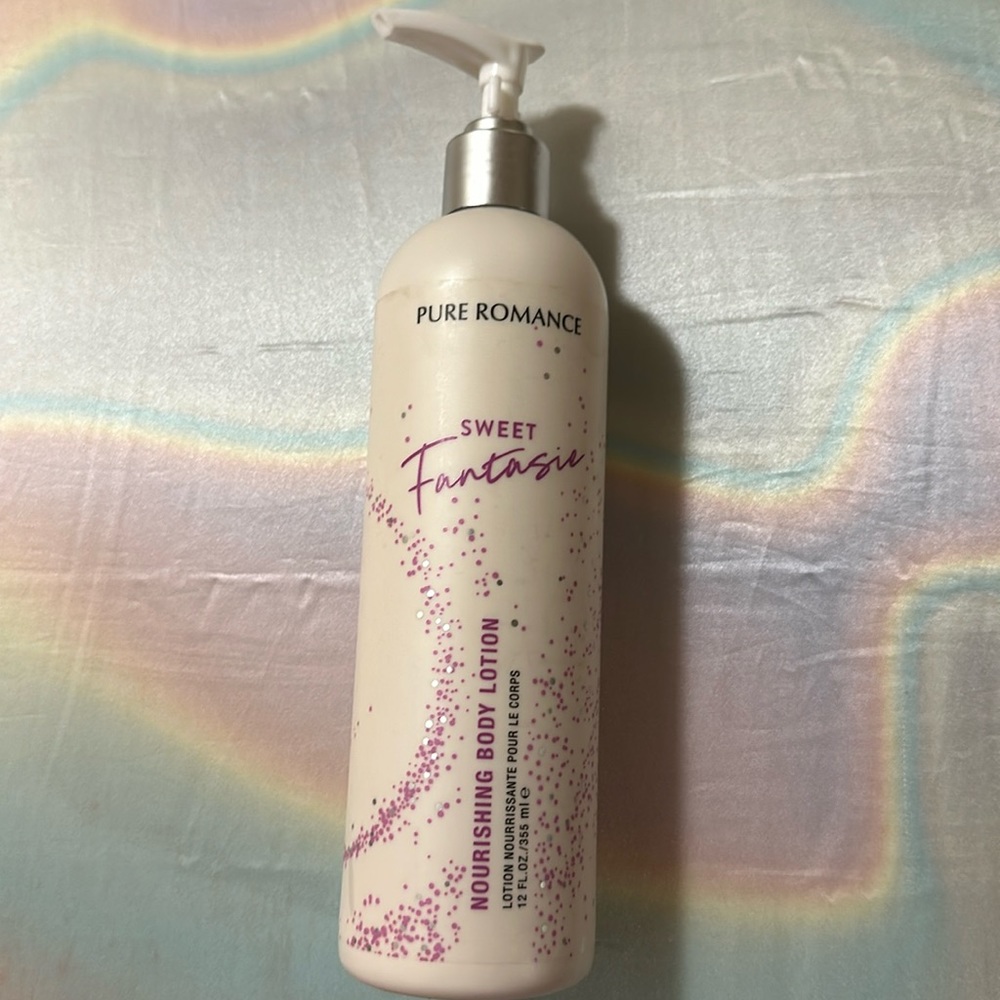 PURE ROMANCE
SWEET
Fantasie
NOURISHING BODY LOTION
LOTION NOURRISSANTE POUR LE CORPS
12 FL.OZ./355 ml ℮